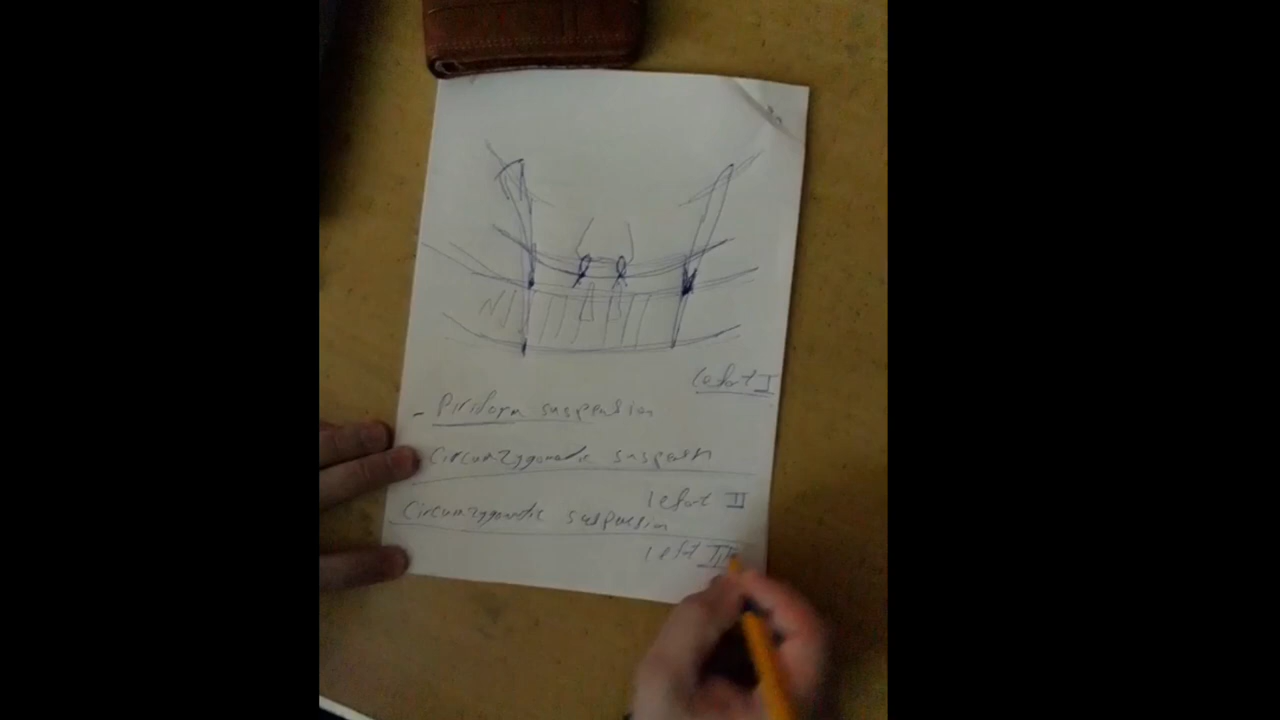 Lefort I
- Piriform suspension
Circumzygomatic suspension
lefort II
Circumzygomatic suspension
lefort III